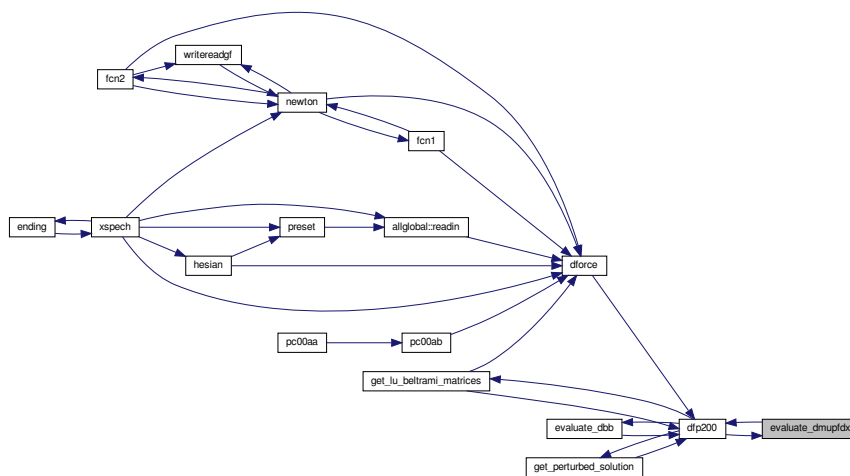 writereadgf
fcn2
newton
fcn1
ending
xspech
preset
allglobal::readin
hesian
dforce
pc00aa
pc00ab
get_lu_beltrami_matrices
evaluate_dbb
dfp200
evaluate_dmupfdx
get_perturbed_solution